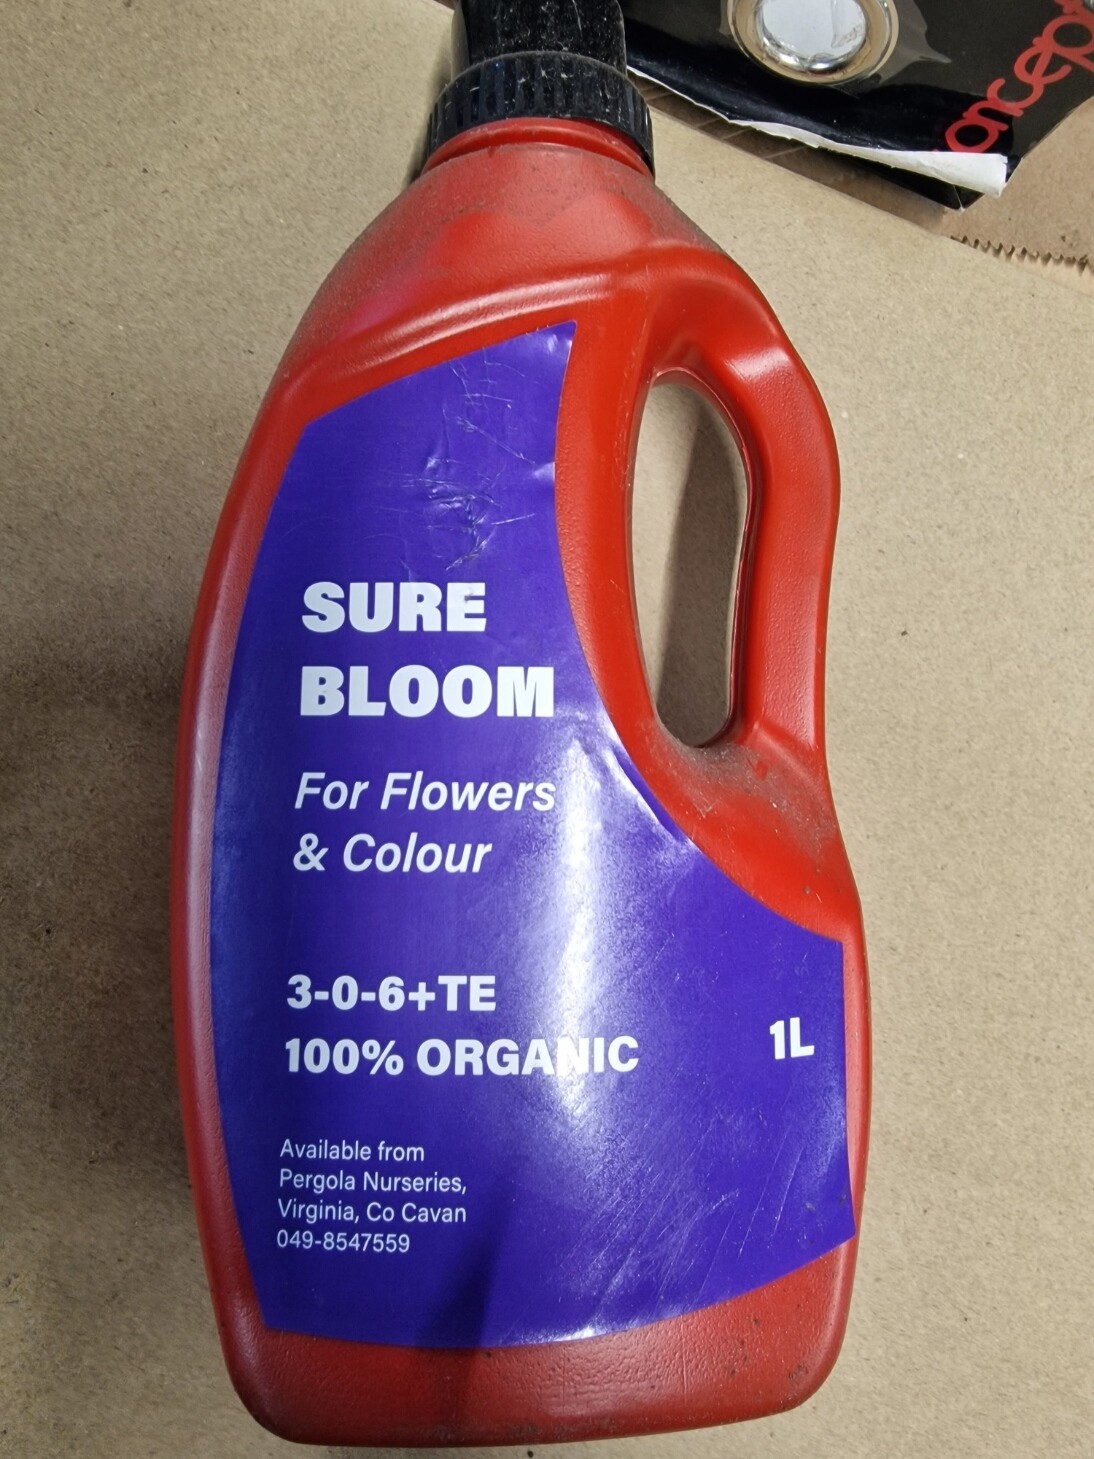 SURE
BLOOM
For Flowers
& Colour
3-0-6+TE
100% ORGANIC
1L
Available from
Pergola Nurseries,
Virginia, Co Cavan
049-8547559